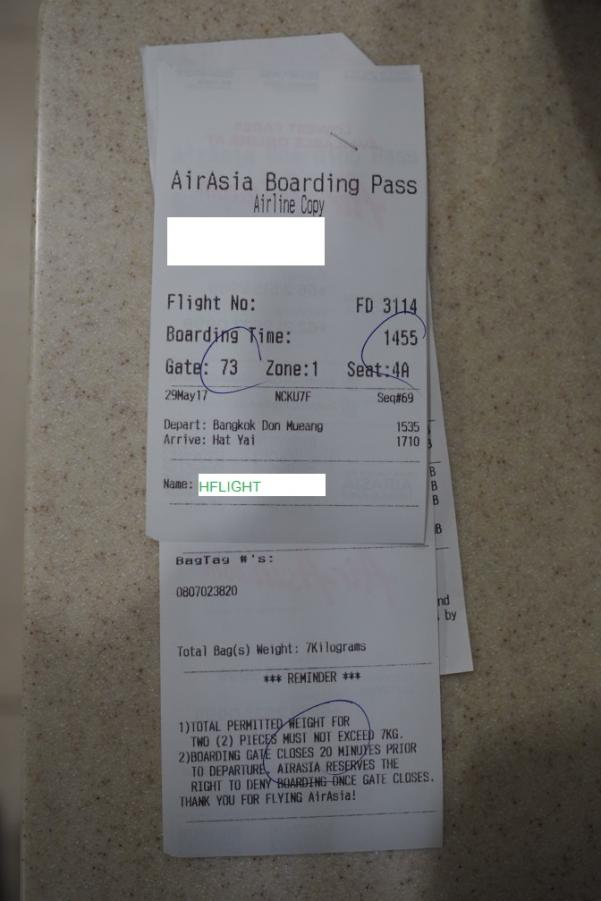 AirAsia Boarding Pass
Airline Copy
Flight No: FD 3114
Boarding Time: 1455
Gate: 73 Zone:1 Seat:4A
29May17 NCKU7F Seq#69
Depart: Bangkok Don Mueang 1535
Arrive: Hat Yai 1710
Name: HFLIGHT
BagTag #'s:
0807023820
Total Bag(s) Weight: 7Kilograms
*** REMINDER ***
1)TOTAL PERMITTED WEIGHT FOR
TWO (2) PIECES MUST NOT EXCEED 7KG.
2)BOARDING GATE CLOSES 20 MINUTES PRIOR
TO DEPARTURE. AIRASIA RESERVES THE
RIGHT TO DENY BOARDING ONCE GATE CLOSES.
THANK YOU FOR FLYING AirAsia!
B
B
B
B
by